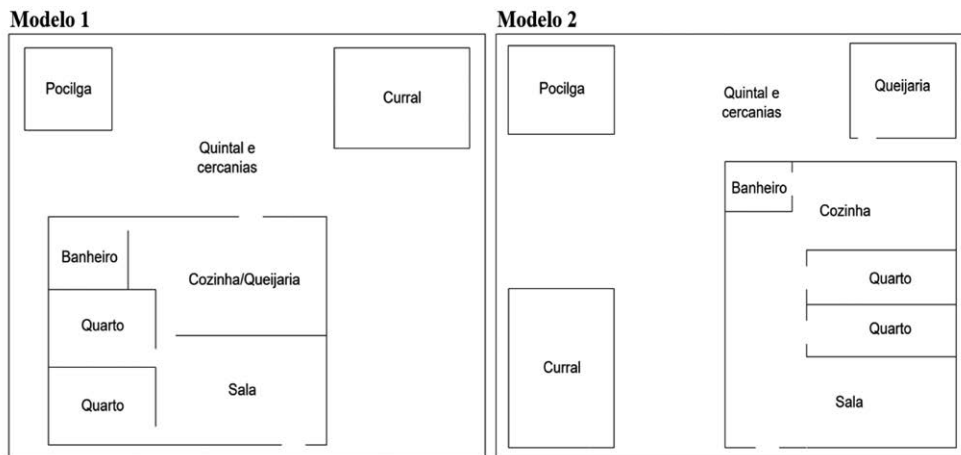 Modelo 1
Pocilga
Curral
Quintal e
cercanias
Banheiro
Cozinha/Queijaria
Quarto
Quarto
Sala
Modelo 2
Pocilga
Quintal e
cercanias
Queijaria
Banheiro
Cozinha
Quarto
Quarto
Curral
Sala